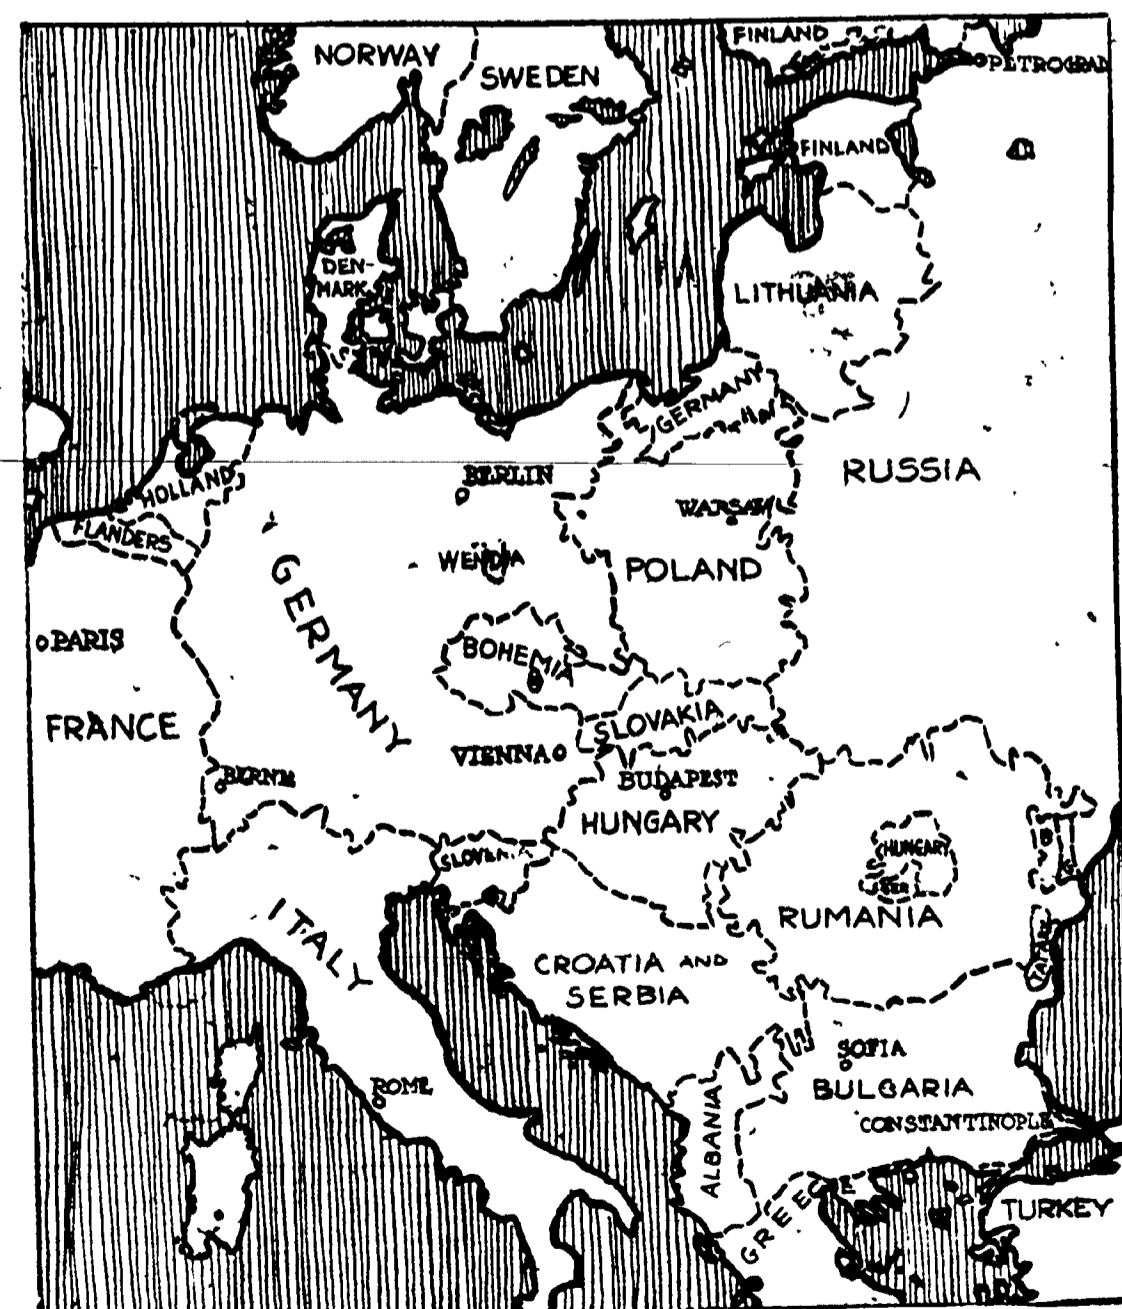 NORWAY
SWEDEN
FINLAND
PETROGRAD
FINLAND
DEN-
MARK
LITHUANIA
GERMANY
RUSSIA
BERLIN
HOLLAND
WARSAW
FLANDERS
WENDIA
POLAND
GERMANY
PARIS
BOHEMIA
SLOVAKIA
FRANCE
VIENNA
BERNE
BUDAPEST
HUNGARY
SLOVENIA
HUNGARY
SER
RUMANIA
ITALY
TATARS
CROATIA AND
SERBIA
SOFIA
ROME
BULGARIA
ALBANIA
CONSTANTINOPLE
GREECE
TURKEY